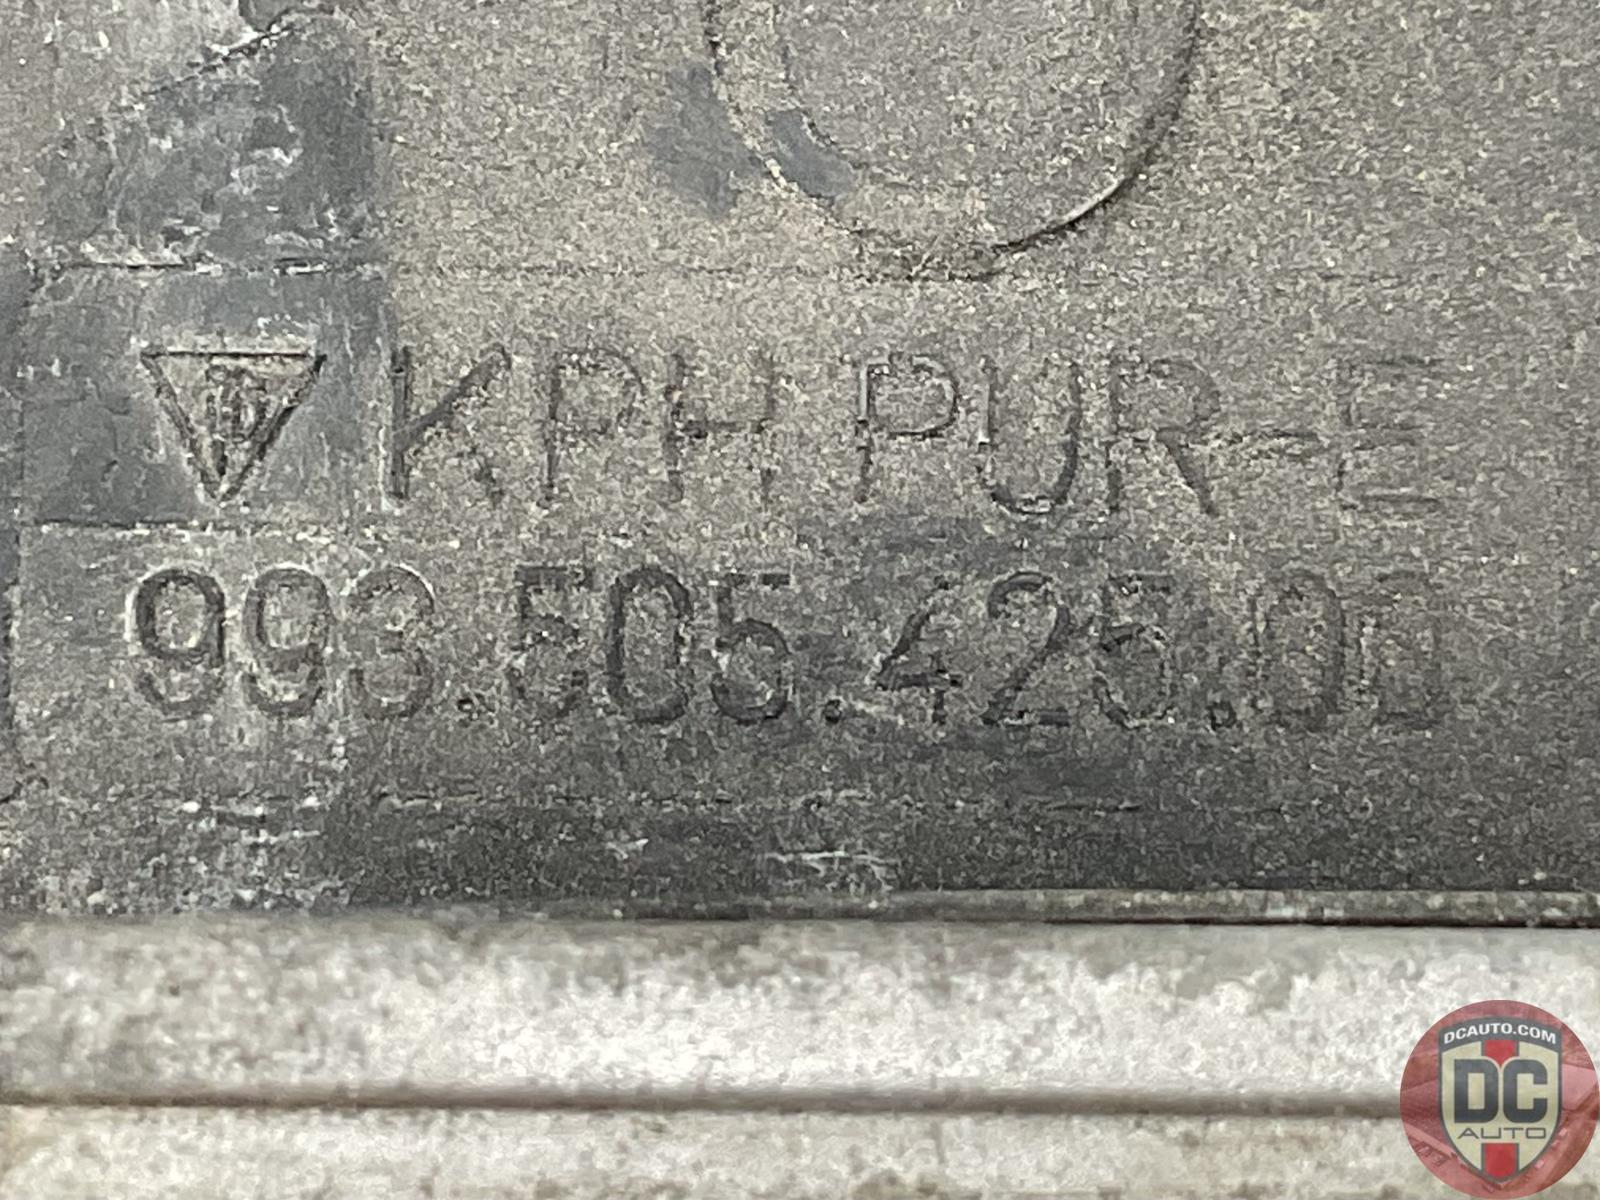 KPH PUR-E
993.505.425.00
DCAUTO.COM
DC
AUTO